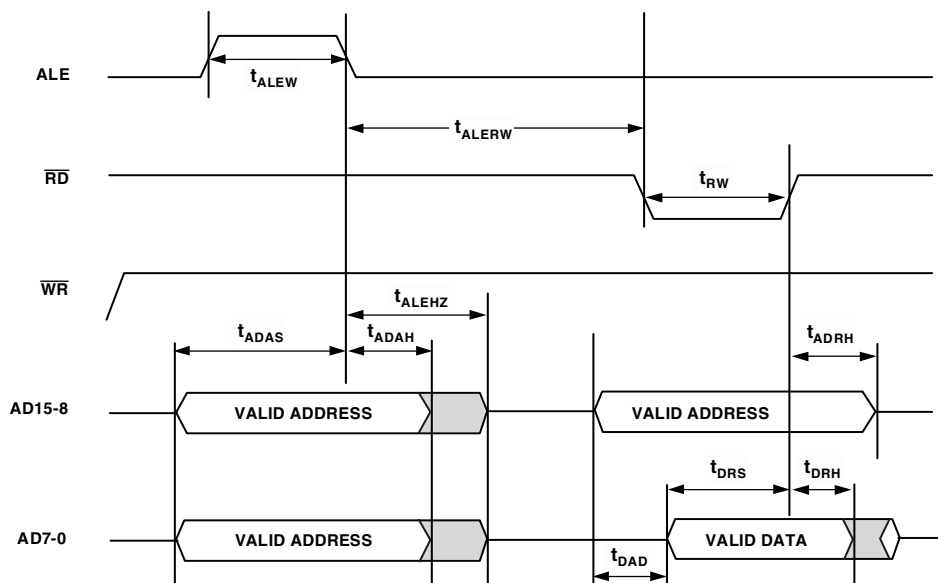 ALE
tALEW
tALERW
RD
tRW
WR
tALEHZ
tADAS
tADAH
tADRH
AD15-8
VALID ADDRESS
VALID ADDRESS
tDRS
tDRH
AD7-0
VALID ADDRESS
VALID DATA
tDAD